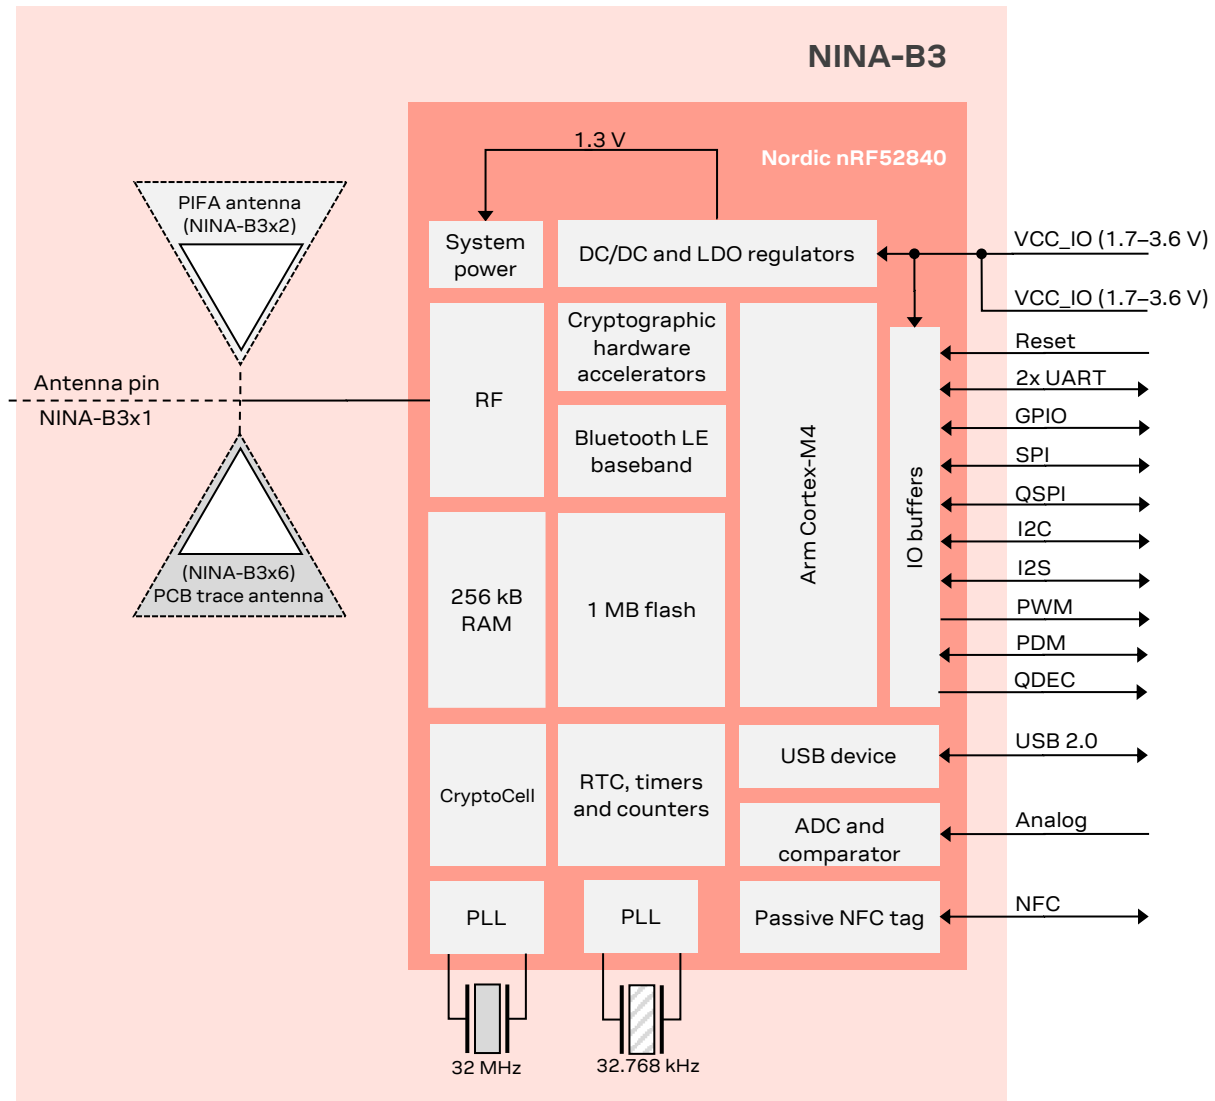 NINA-B3
Nordic nRF52840
1.3 V
PIFA antenna
(NINA-B3x2)
Antenna pin
NINA-B3x1
(NINA-B3x6)
PCB trace antenna
System
power
DC/DC and LDO regulators
VCC_IO (1.7–3.6 V)
VCC_IO (1.7–3.6 V)
RF
Cryptographic
hardware
accelerators
Bluetooth LE
baseband
Arm Cortex-M4
IO buffers
Reset
2x UART
GPIO
SPI
QSPI
I2C
I2S
PWM
PDM
QDEC
256 kB
RAM
1 MB flash
CryptoCell
RTC, timers
and counters
USB device
USB 2.0
ADC and
comparator
Analog
PLL
PLL
Passive NFC tag
NFC
32 MHz
32.768 kHz